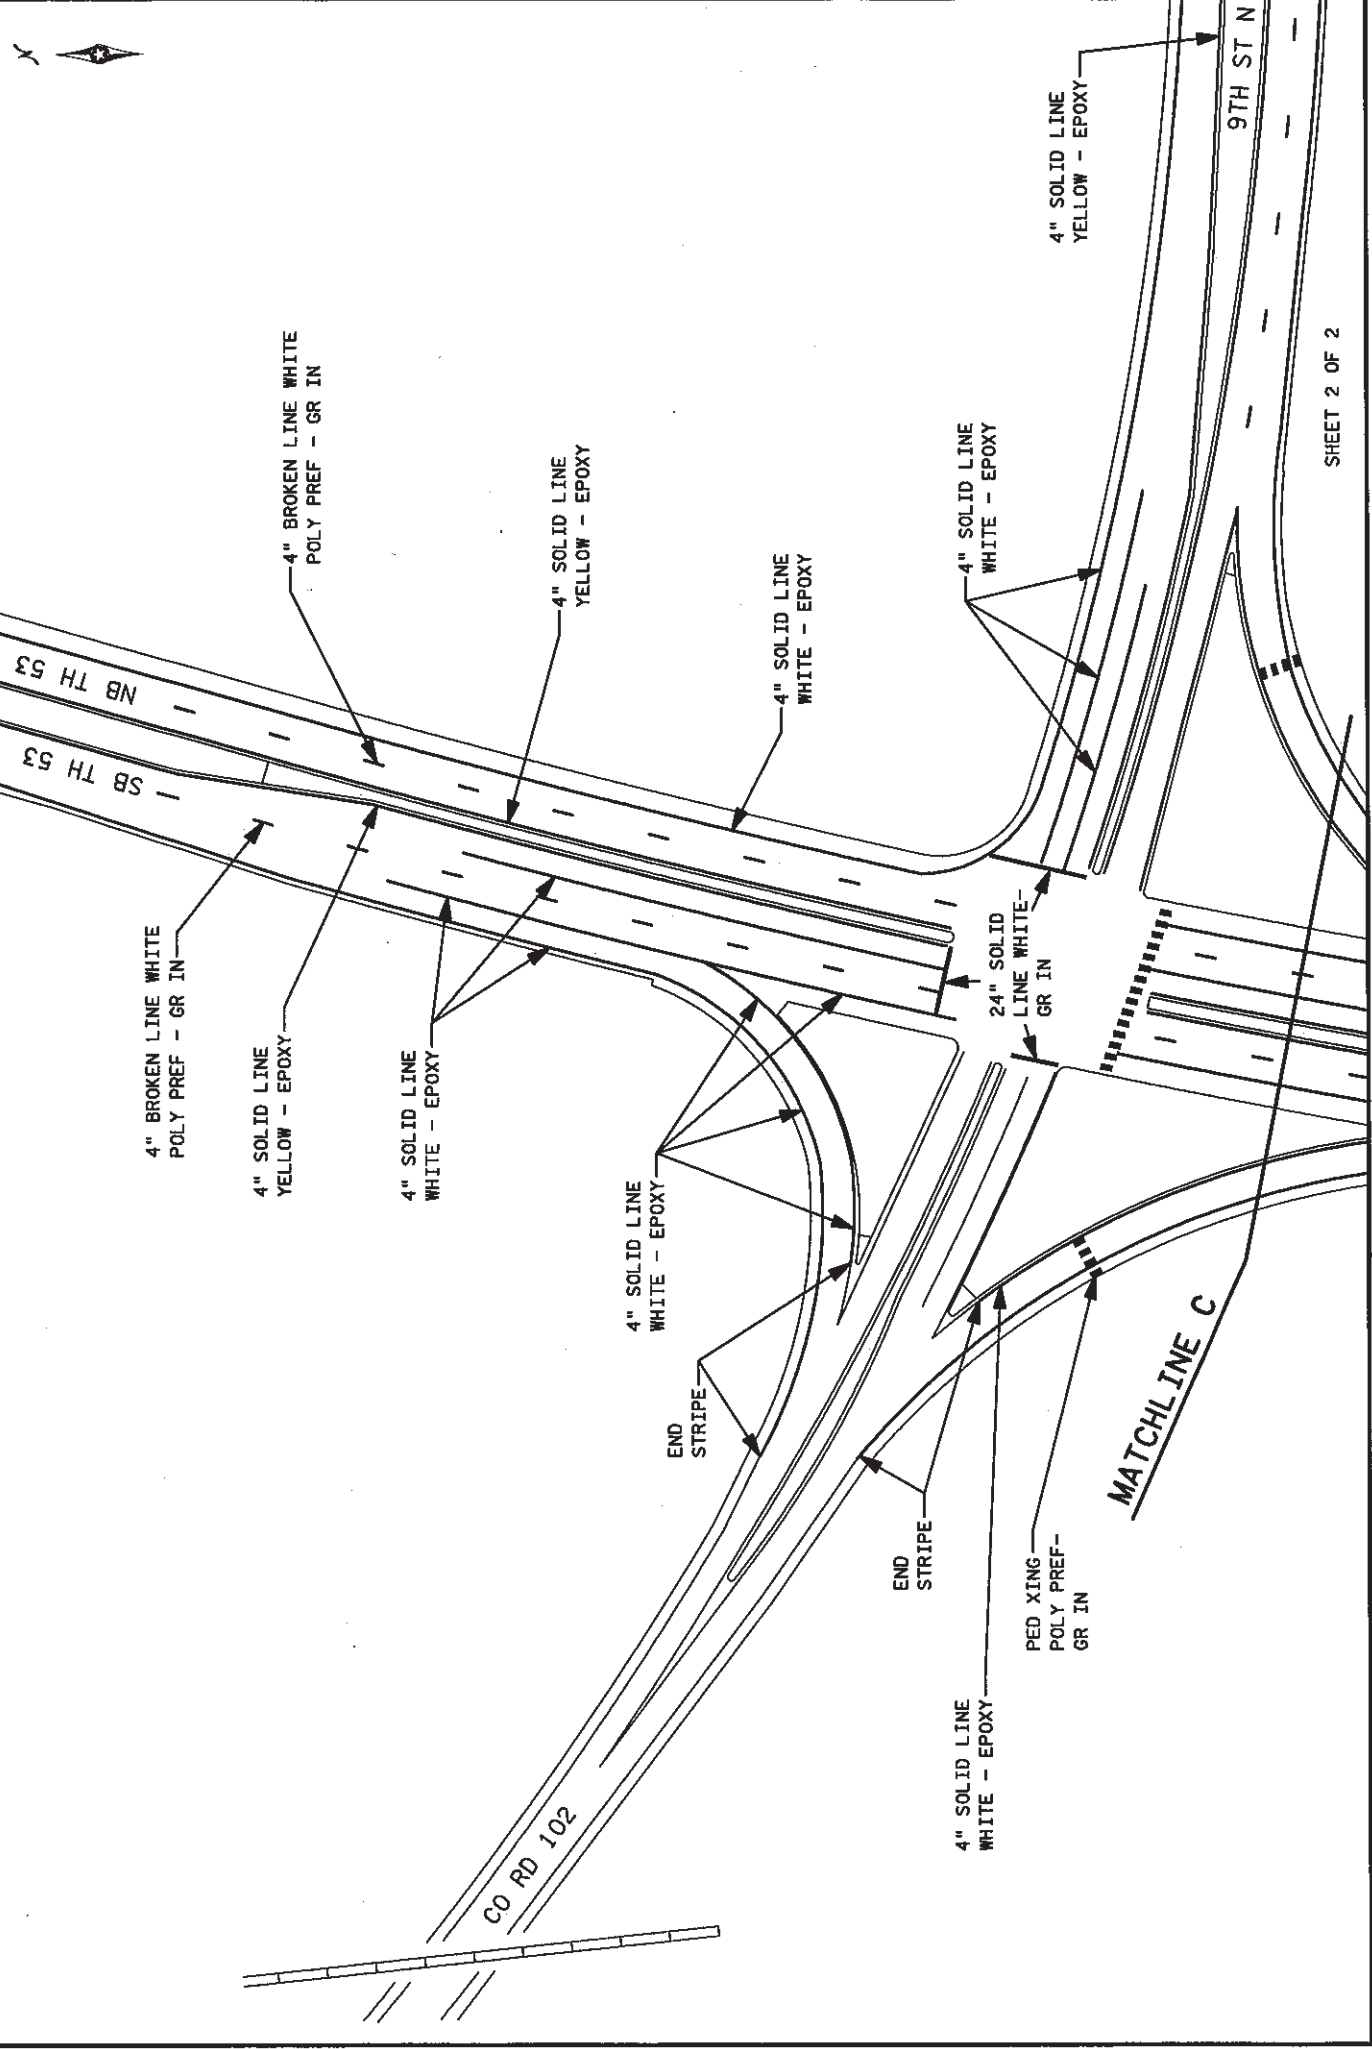 N
4" BROKEN LINE WHITE
POLY PREF - GR IN
4" SOLID LINE
YELLOW - EPOXY
4" SOLID LINE
WHITE - EPOXY
SB TH 53
NB TH 53
4" BROKEN LINE WHITE
POLY PREF - GR IN
4" SOLID LINE
YELLOW - EPOXY
4" SOLID LINE
WHITE - EPOXY
4" SOLID LINE
WHITE - EPOXY
END
STRIPE
CO RD 102
END
STRIPE
4" SOLID LINE
WHITE - EPOXY
PED XING
POLY PREF-
GR IN
24" SOLID
LINE WHITE-
GR IN
4" SOLID LINE
WHITE - EPOXY
4" SOLID LINE
YELLOW - EPOXY
9TH ST N
MATCHLINE C
SHEET 2 OF 2